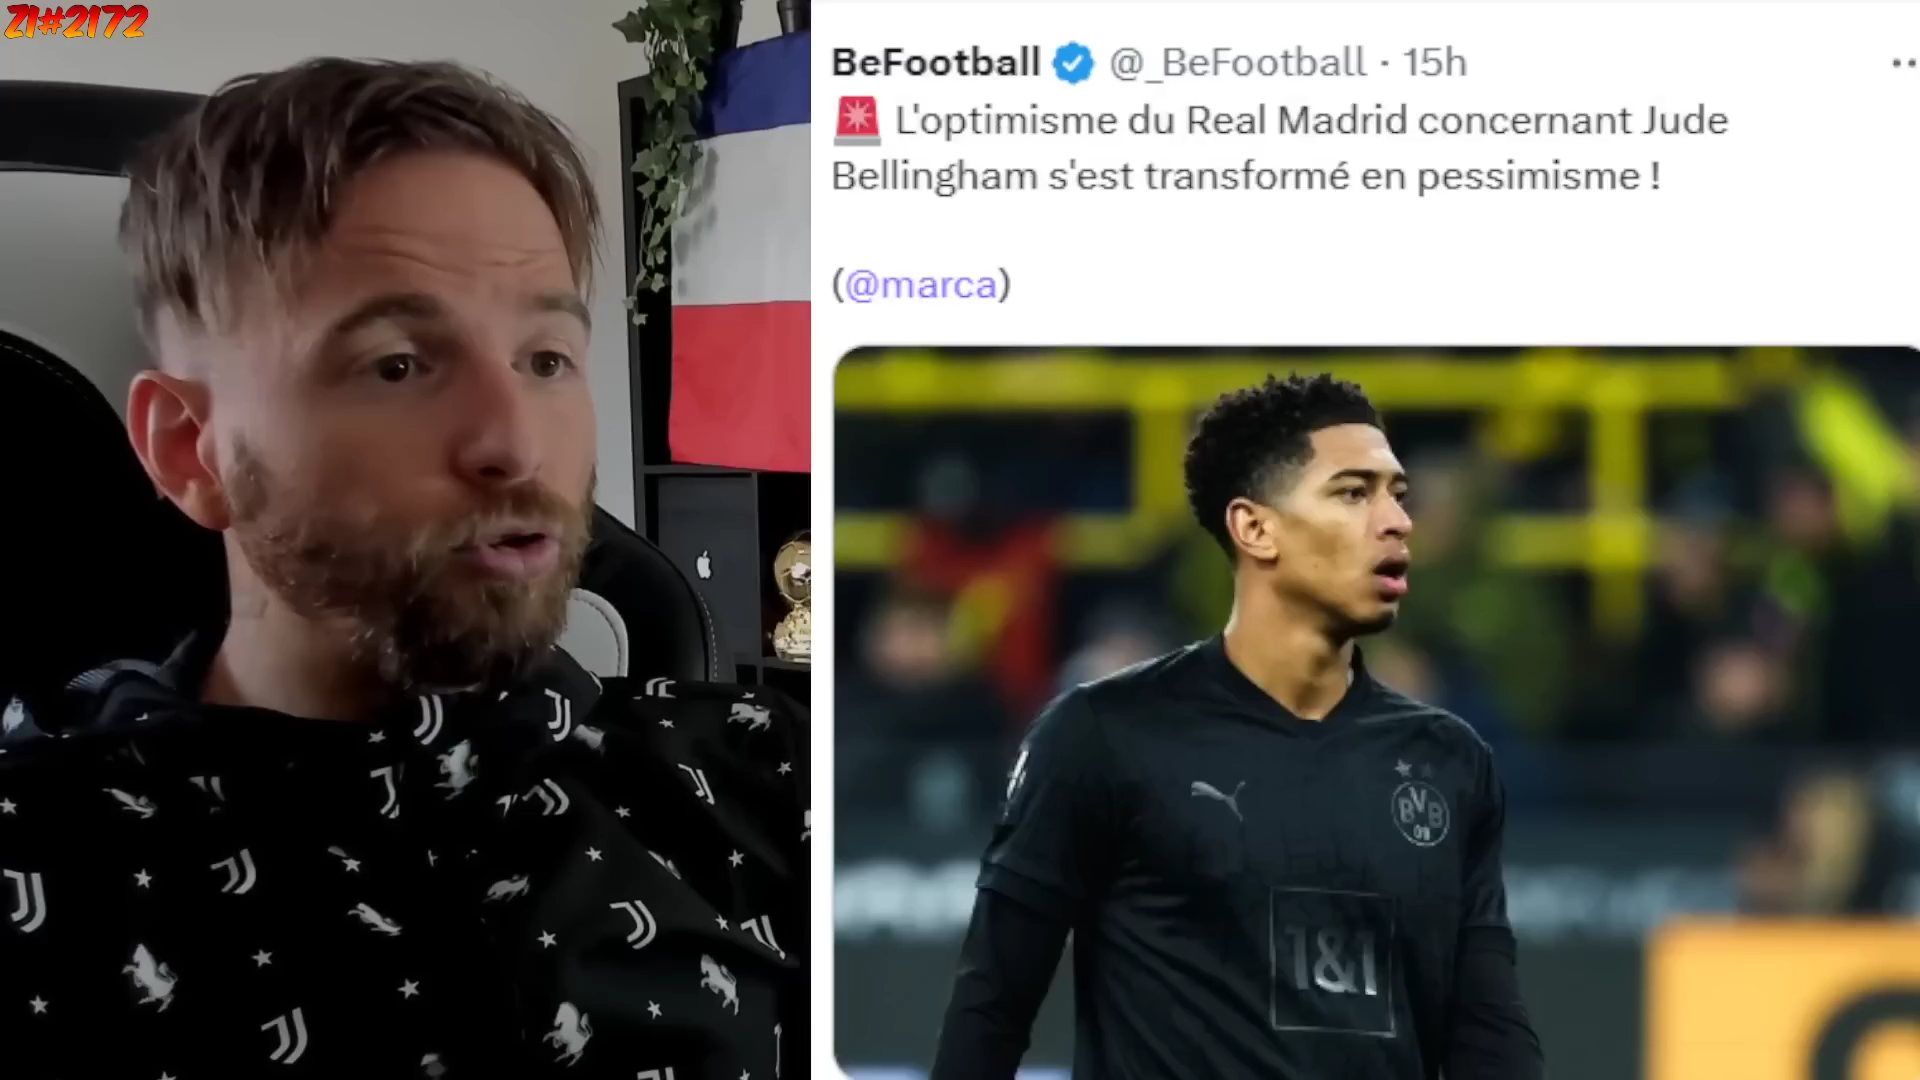 Z1#2172
BeFootball @_BeFootball · 15h
L'optimisme du Real Madrid concernant Jude
Bellingham s'est transformé en pessimisme !
(@marca)
BVB
09
1&1